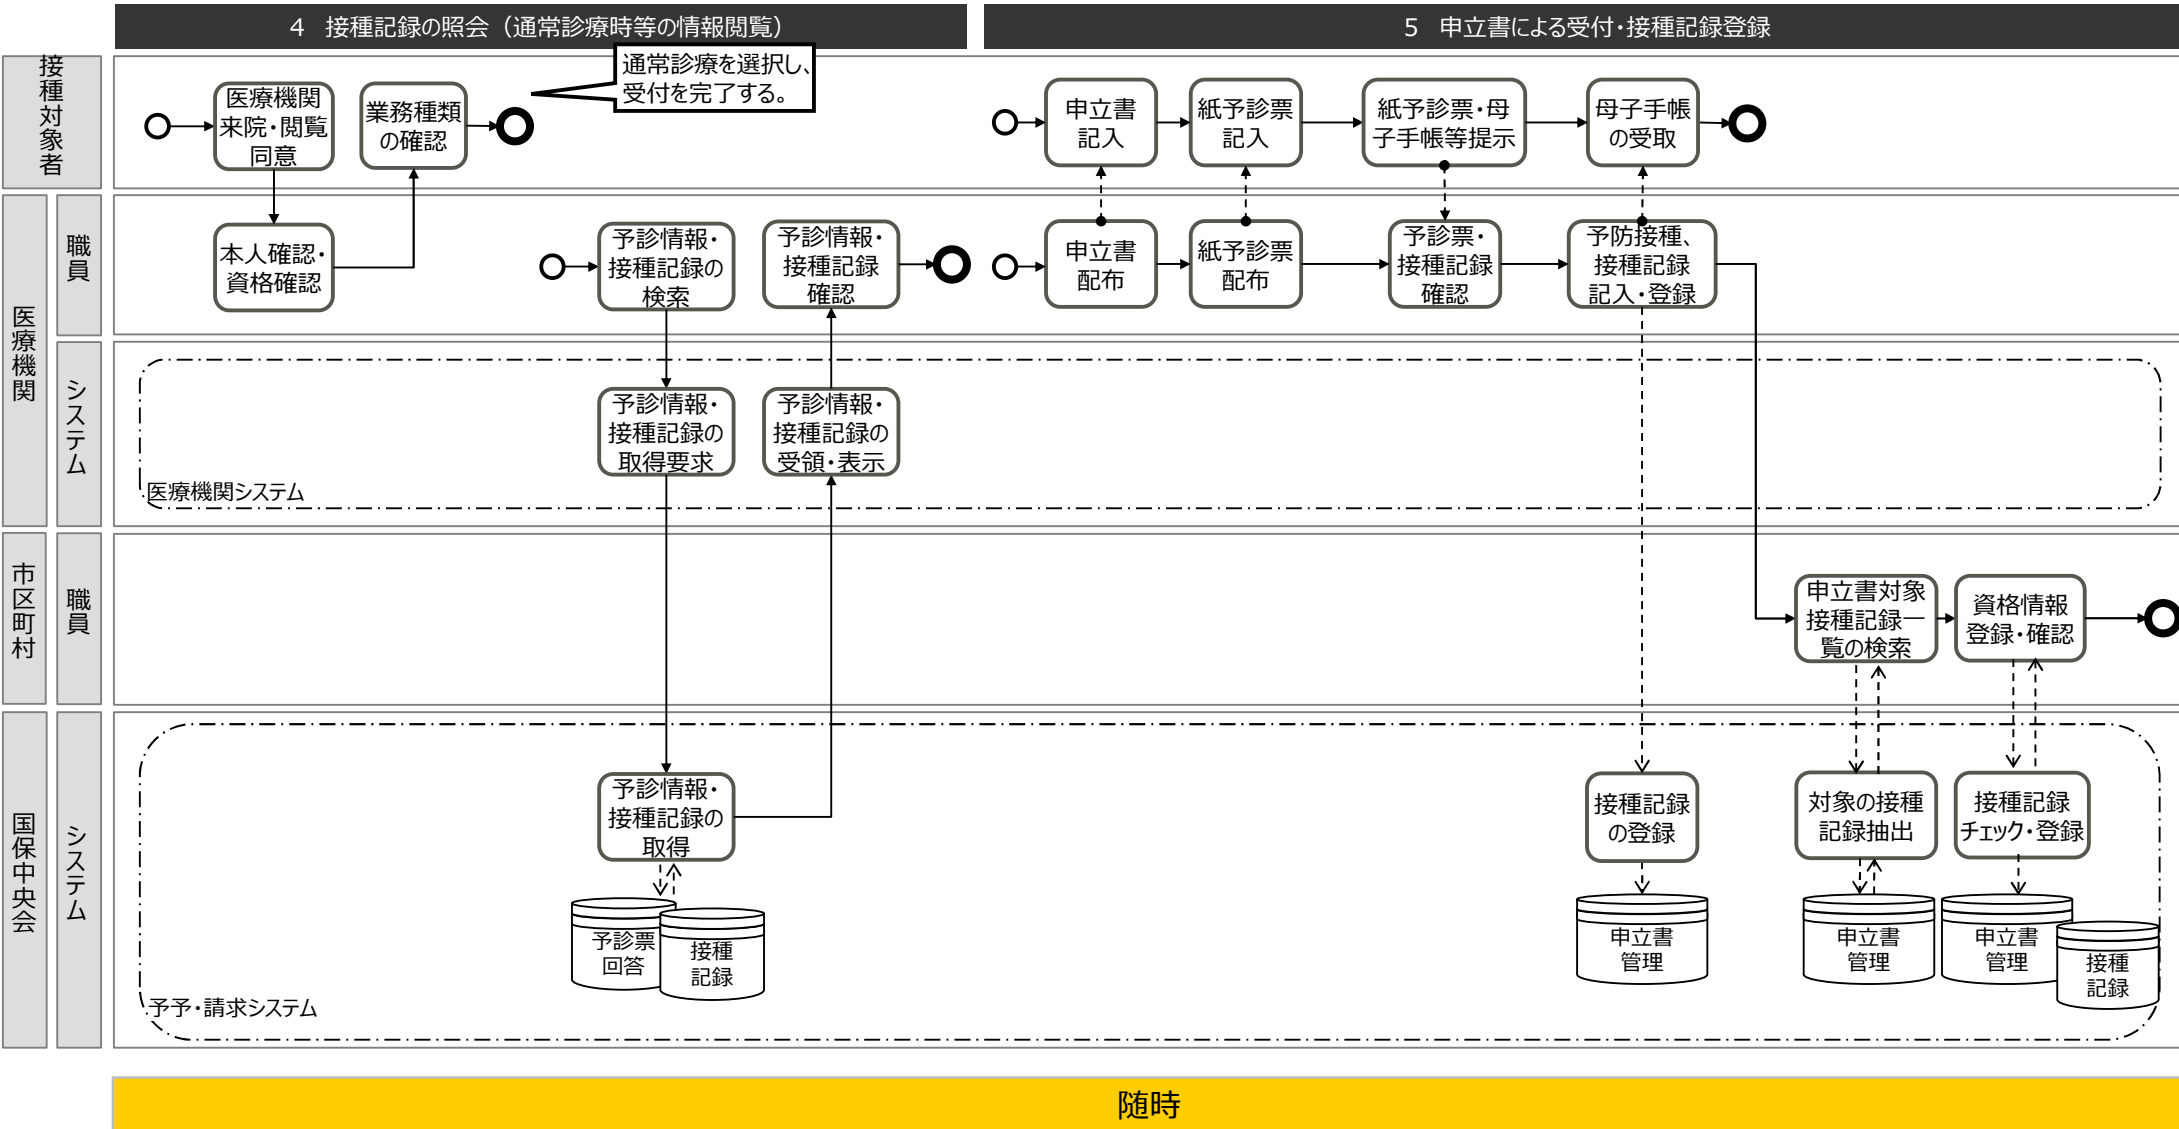 4 接種記録の照会（通常診療時等の情報閲覧）
5 申立書による受付・接種記録登録
接種対象者
医療機関
来院・閲覧
同意
業務種類
の確認
通常診療を選択し、
受付を完了する。
申立書
記入
紙予診票
記入
紙予診票・母
子手帳等提示
母子手帳
の受取
医療機関
職員
本人確認・
資格確認
予診情報・
接種記録の
検索
予診情報・
接種記録
確認
申立書
配布
紙予診票
配布
予診票・
接種記録
確認
予防接種、
接種記録
記入・登録
システム
予診情報・
接種記録の
取得要求
予診情報・
接種記録の
受領・表示
医療機関システム
市区町村
職員
申立書対象
接種記録一
覧の検索
資格情報
登録・確認
国保中央会
システム
予診情報・
接種記録の
取得
接種記録
の登録
対象の接種
記録抽出
接種記録
チェック・登録
予診票
回答
接種
記録
申立書
管理
申立書
管理
申立書
管理
接種
記録
予予・請求システム
随時